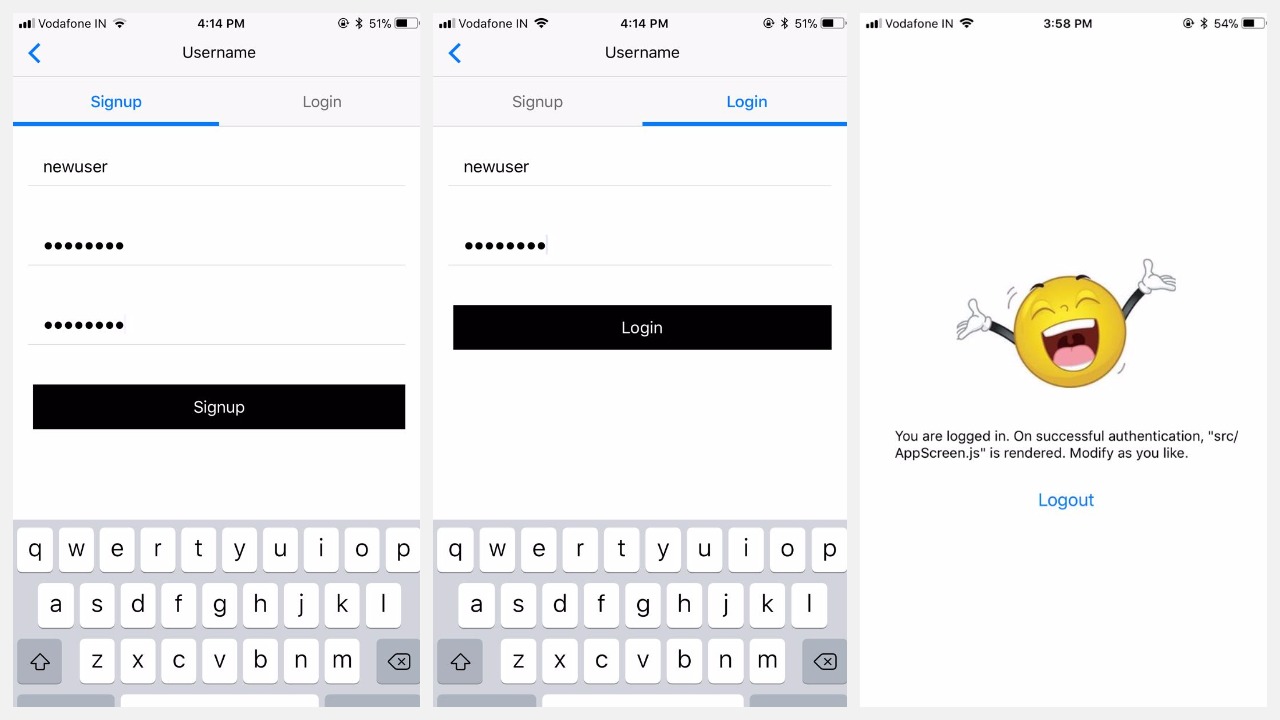 Vodafone IN 4:14 PM 51%
Username
Signup Login
newuser
●●●●●●●●
●●●●●●●●
Signup
q w e r t y u i o p
a s d f g h j k l
z x c v b n m
Vodafone IN 4:14 PM 51%
Username
Signup Login
newuser
●●●●●●●●
Login
q w e r t y u i o p
a s d f g h j k l
z x c v b n m
Vodafone IN 3:58 PM 54%
You are logged in. On successful authentication, "src/
AppScreen.js" is rendered. Modify as you like.
Logout